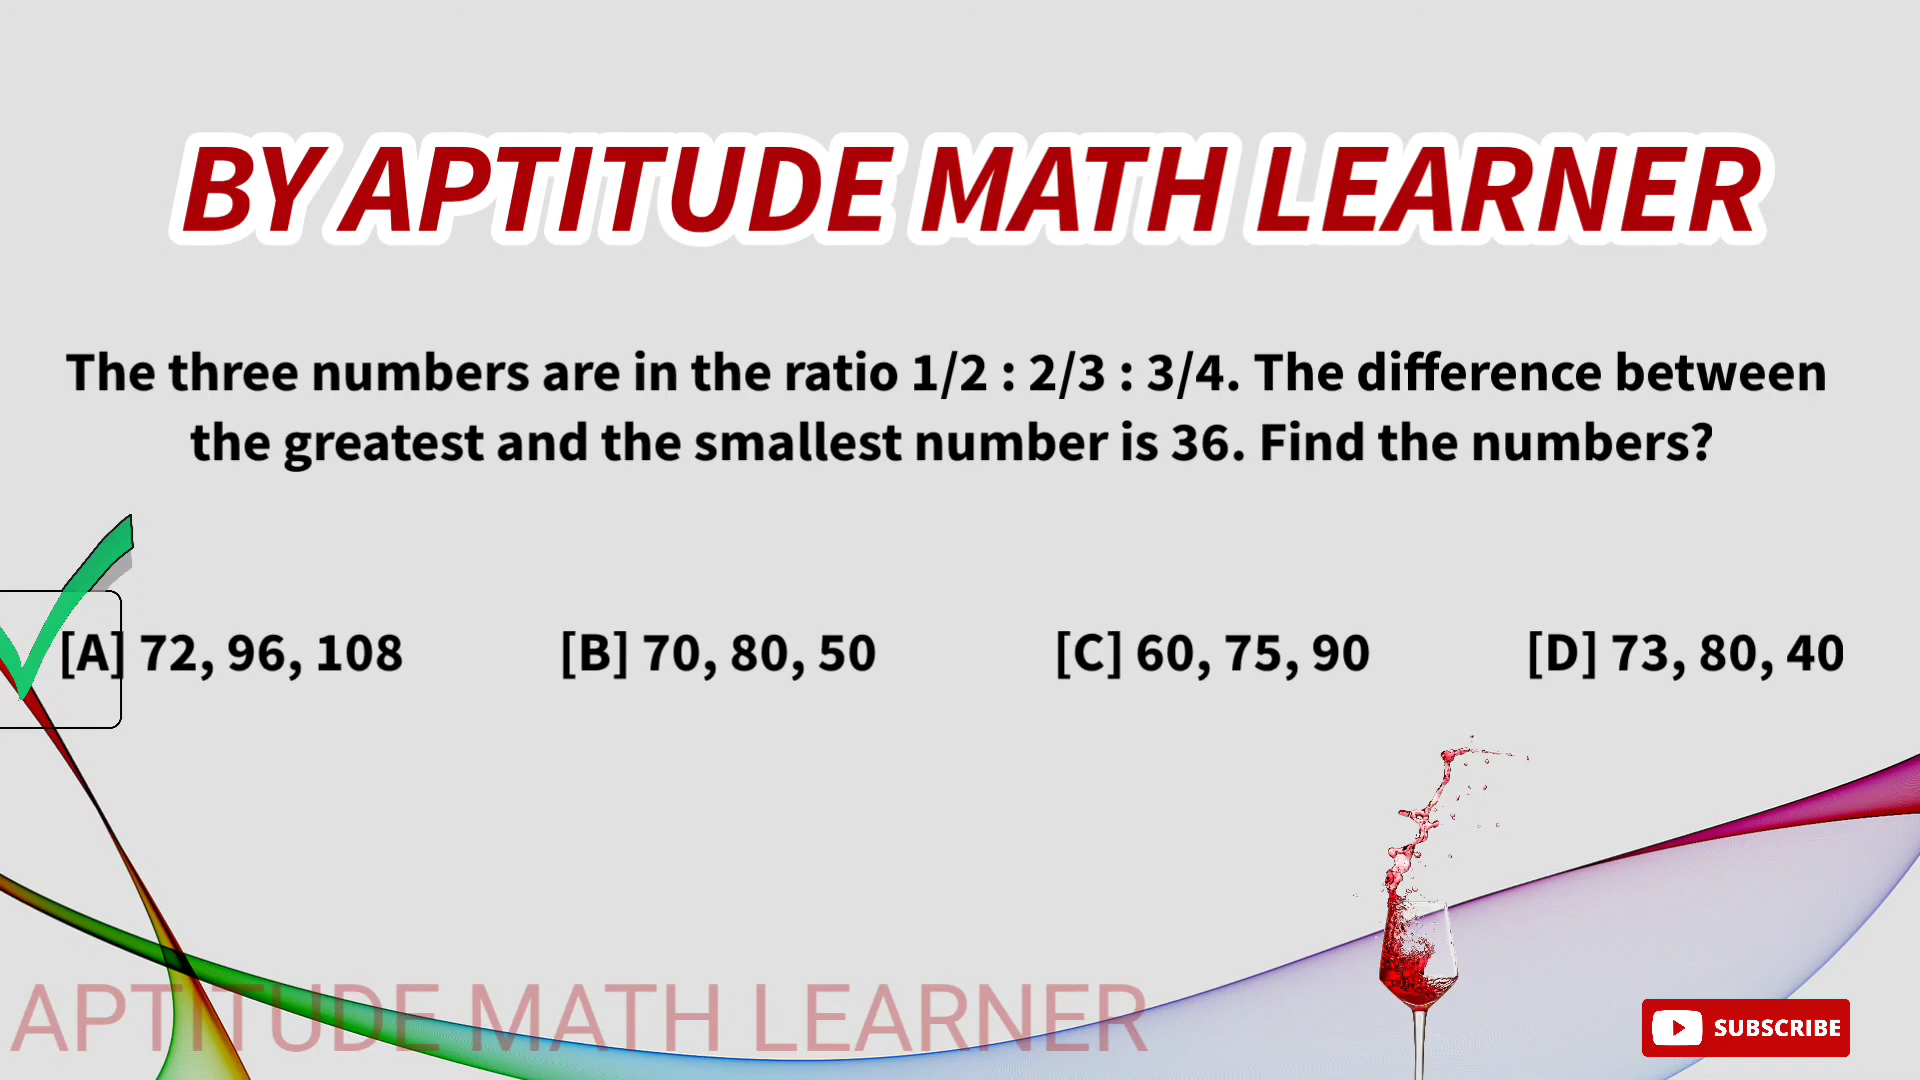 BY APTITUDE MATH LEARNER
The three numbers are in the ratio 1/2 : 2/3 : 3/4. The difference between
the greatest and the smallest number is 36. Find the numbers?
[A] 72, 96, 108 [B] 70, 80, 50 [C] 60, 75, 90 [D] 73, 80, 40
APTITUDE MATH LEARNER
SUBSCRIBE